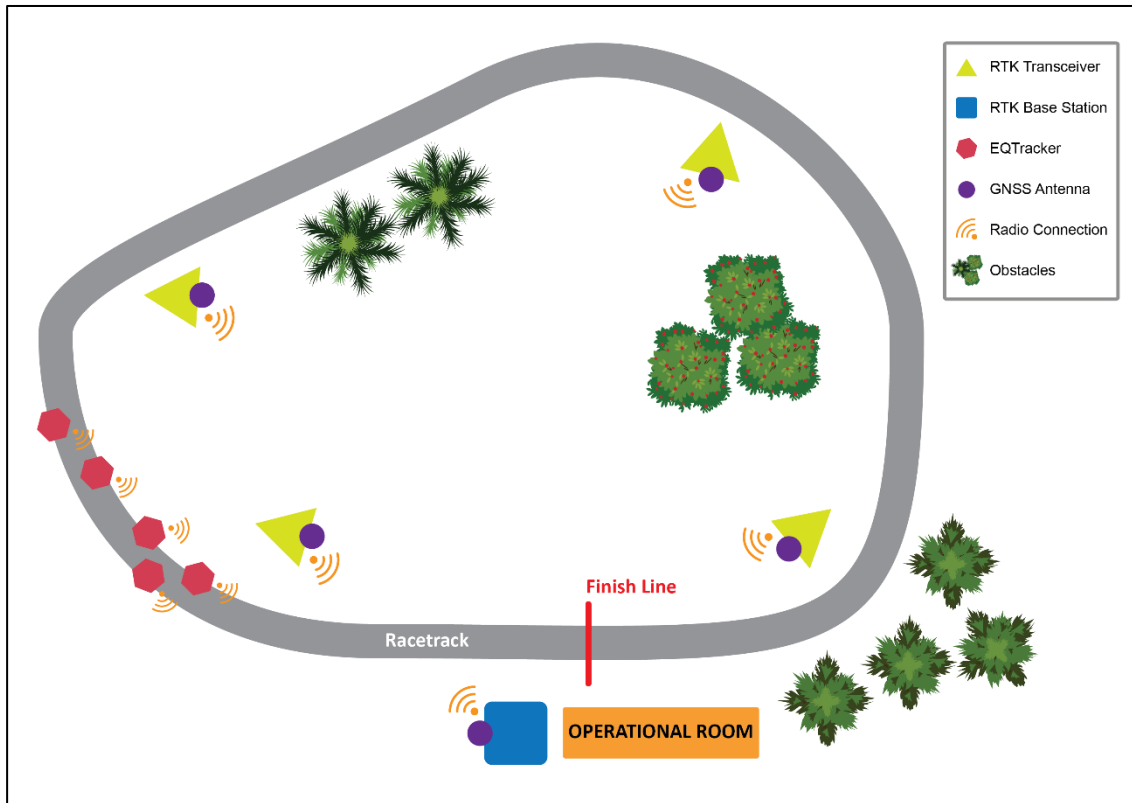 RTK Transceiver
RTK Base Station
EQTracker
GNSS Antenna
Radio Connection
Obstacles
Finish Line
Racetrack
OPERATIONAL ROOM